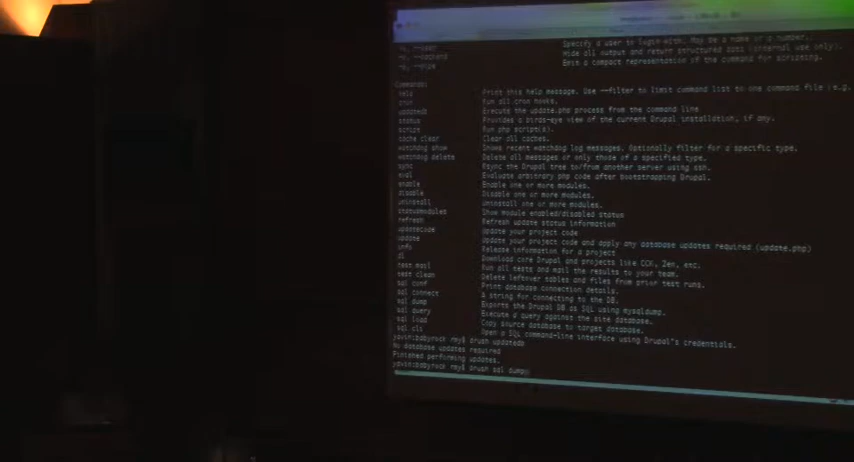 --user Specify a user to login with. May be a name or a number.
--backend Hide all output and return structured data (internal use only).
--pipe Emit a compact representation of the command for scripting.
Commands:
help Print this help message. Use --filter to limit command list to one command file (e.g.
cron Run all cron hooks.
updatedb Execute the update.php process from the command line
status Provides a birds-eye view of the current Drupal installation, if any.
script Run php script(s).
cache clear Clear all caches.
watchdog show Shows recent watchdog log messages. Optionally filter for a specific type.
watchdog delete Delete all messages or only those of a specified type.
sync Rsync the Drupal tree to/from another server using ssh.
eval Evaluate arbitrary php code after bootstrapping Drupal.
enable Enable one or more modules.
disable Disable one or more modules.
uninstall Uninstall one or more modules.
statusmodules Show module enabled/disabled status
refresh Refresh update status information
updatecode Update your project code
update Update your project code and apply any database updates required (update.php)
info Release information for a project
dl Download core Drupal and projects like CCK, Zen, etc.
test mail Run all tests and mail the results to your team.
test clean Delete leftover tables and files from prior test runs.
sql conf Print database connection details.
sql connect A string for connecting to the DB.
sql dump Exports the Drupal DB as SQL using mysqldump.
sql query Execute a query against the site database.
sql load Copy source database to target database.
sql cli Open a SQL command-line interface using Drupal's credentials.
drush updatedb
No database updates required
Finished performing updates.
drush sql dump